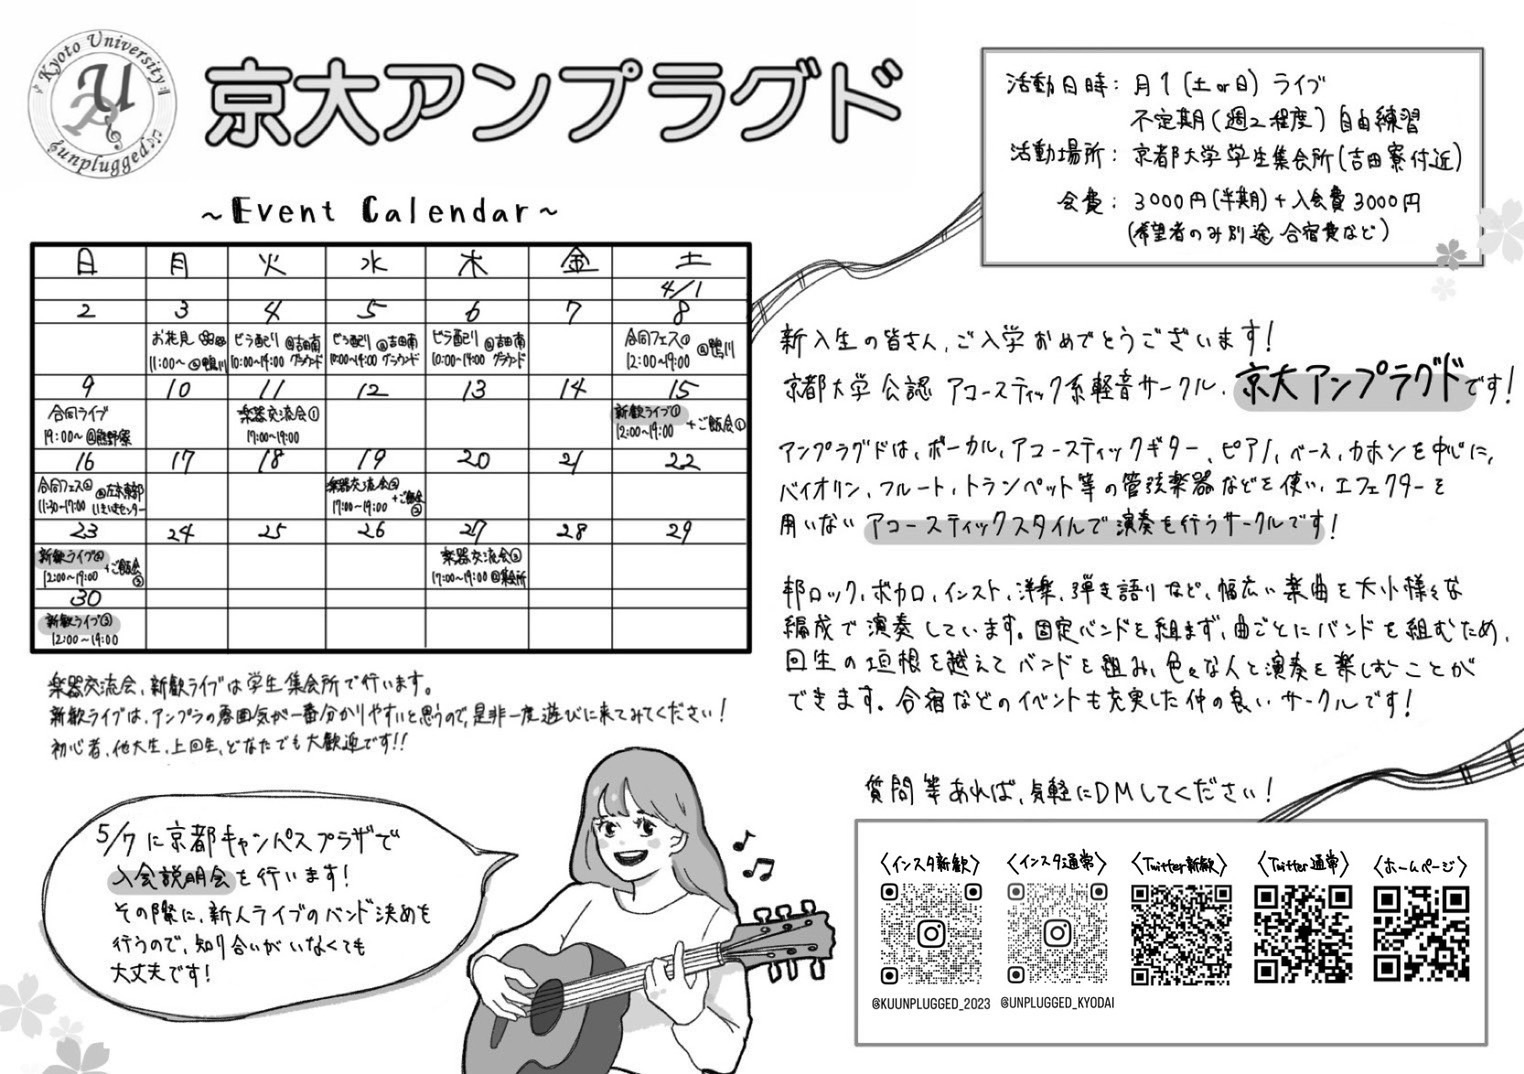 Kyoto University
unplugged
京大アンプラグド
活動日時：月1(土or日)ライブ
不定期(週2程度)自由練習
活動場所：京都大学学生集会所(吉田寮付近)
会費：3000円(半期)+入会費3000円
(希望者のみ別途合宿費など)
~Event Calendar~
日 月 火 水 木 金 土
4/1
2 3 4 5 6 7 8
お花見 11:00~ @鴨川
ビラ配り @吉田南グラウンド 10:00~19:00
ビラ配り @吉田南グラウンド 10:00~19:00
ビラ配り @吉田南グラウンド 10:00~19:00
合同フェス① @鴨川 12:00~19:00
9 10 11 12 13 14 15
合同ライブ 19:00~ @熊野寮
楽器交流会① 17:00~19:00
新歓ライブ① 12:00~19:00 +ご飯会①
16 17 18 19 20 21 22
合同フェス② @左京東部いきいきセンター 11:30~17:00
楽器交流会② 17:00~19:00 +ご飯会②
23 24 25 26 27 28 29
新歓ライブ② 12:00~19:00 +ご飯会③
楽器交流会③ 17:00~19:00 @集会所
30
新歓ライブ③ 12:00~19:00
楽器交流会、新歓ライブは学生集会所で行います。
新歓ライブは、アンプラの雰囲気が一番分かりやすいと思うので、是非一度遊びに来てみてください！
初心者、他大生、上回生、どなたでも大歓迎です!!
新入生の皆さん、ご入学おめでとうございます！
京都大学公認 アコースティック系軽音サークル、京大アンプラグドです！
アンプラグドは、ボーカル、アコースティックギター、ピアノ、ベース、カホンを中心に、
バイオリン、フルート、トランペット等の管弦楽器などを使い、エフェクターを
用いないアコースティックスタイルで演奏を行うサークルです！
邦ロック、ボカロ、インスト、洋楽、弾き語りなど、幅広い楽曲を大小様々な
編成で演奏しています。固定バンドを組まず、曲ごとにバンドを組むため、
回生の垣根を越えてバンドを組み、色々な人と演奏を楽しむことが
できます。合宿などのイベントも充実した仲の良いサークルです！
5/7に京都キャンパスプラザで
入会説明会を行います！
その際に、新人ライブのバンド決めを
行うので、知り合いがいなくても
大丈夫です！
質問等あれば、気軽にDMしてください！
〈インスタ新歓〉 〈インスタ通常〉 〈Twitter新歓〉 〈Twitter通常〉 〈ホームページ〉
@KUUNPLUGGED_2023 @UNPLUGGED_KYODAI